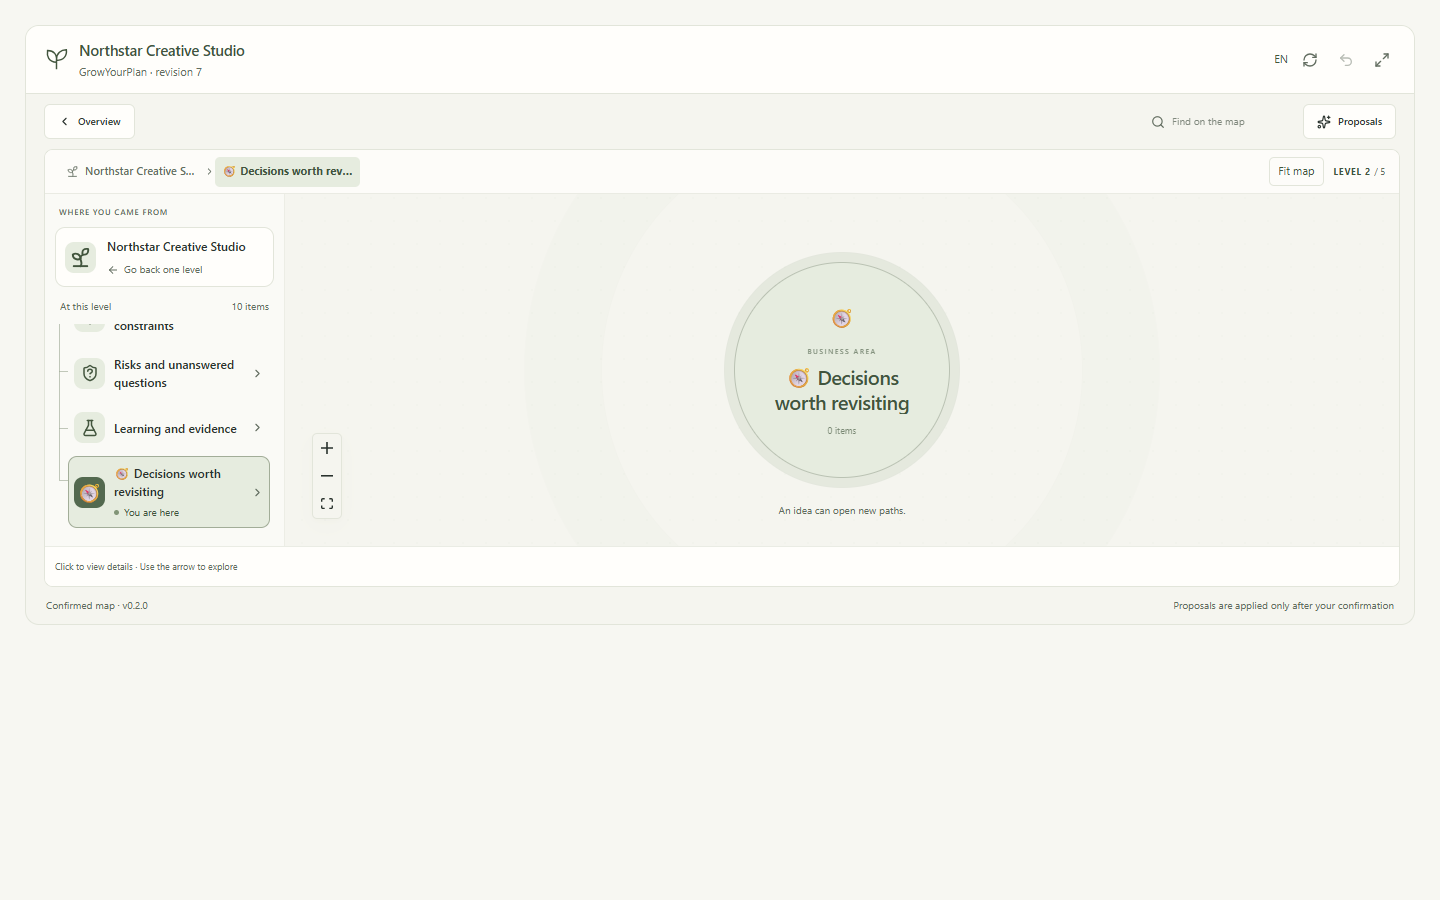 Northstar Creative Studio
GrowYourPlan · revision 7
EN
Overview
Find on the map
Proposals
Northstar Creative S...
Decisions worth rev...
Fit map
LEVEL 2 / 5
WHERE YOU CAME FROM
Northstar Creative Studio
Go back one level
At this level
10 items
constraints
Risks and unanswered
questions
Learning and evidence
Decisions worth
revisiting
You are here
BUSINESS AREA
Decisions
worth revisiting
0 items
An idea can open new paths.
Click to view details · Use the arrow to explore
Confirmed map · v0.2.0
Proposals are applied only after your confirmation